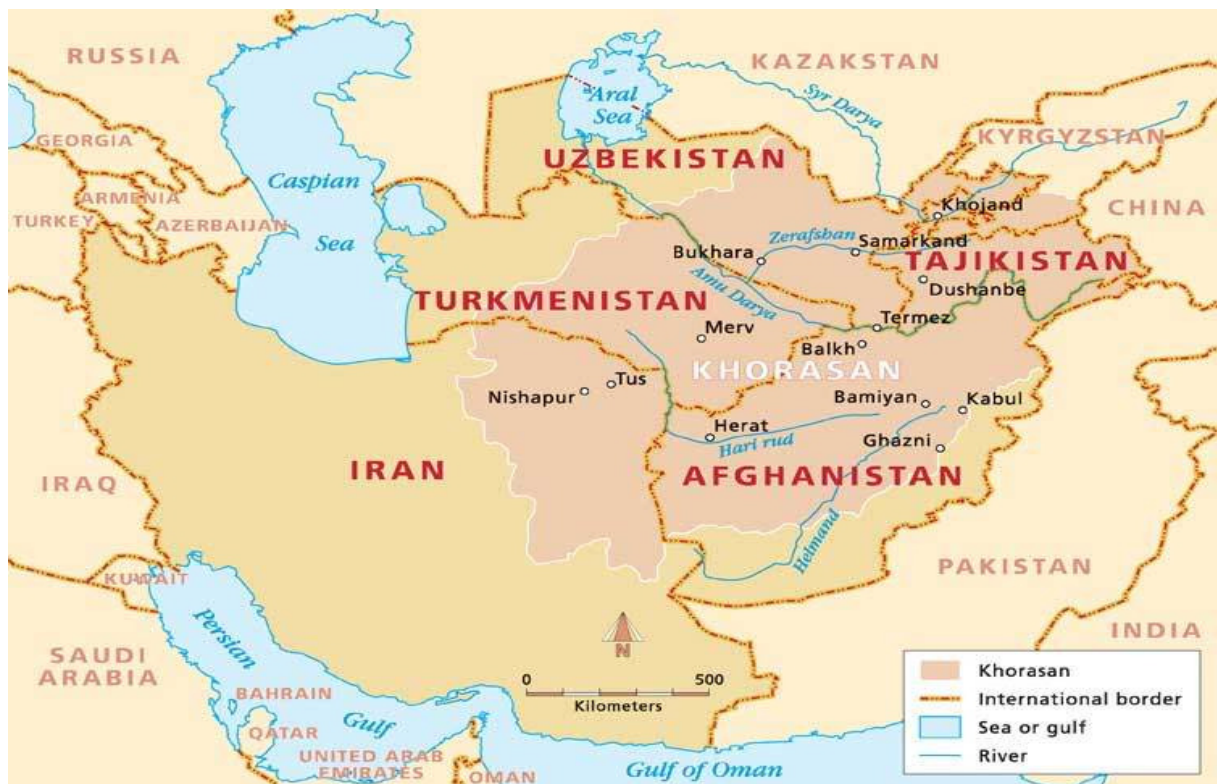 RUSSIA
KAZAKSTAN
Aral
Sea
Syr Darya
KYRGYZSTAN
GEORGIA
UZBEKISTAN
Caspian
Sea
ARMENIA
TURKEY
AZERBAIJAN
Khojand
CHINA
Zerafshan
Samarkand
Bukhara
TAJIKISTAN
Amu Darya
Dushanbe
TURKMENISTAN
Termez
Merv
Balkh
KHORASAN
Tus
Nishapur
Bamiyan
Kabul
Herat
Hari rud
Ghazni
IRAN
AFGHANISTAN
IRAQ
Helmand
PAKISTAN
KUWAIT
Persian
Gulf
INDIA
SAUDI
ARABIA
N
0 500
Kilometers
BAHRAIN
QATAR
UNITED ARAB
EMIRATES
OMAN
Gulf of Oman
Khorasan
International border
Sea or gulf
River